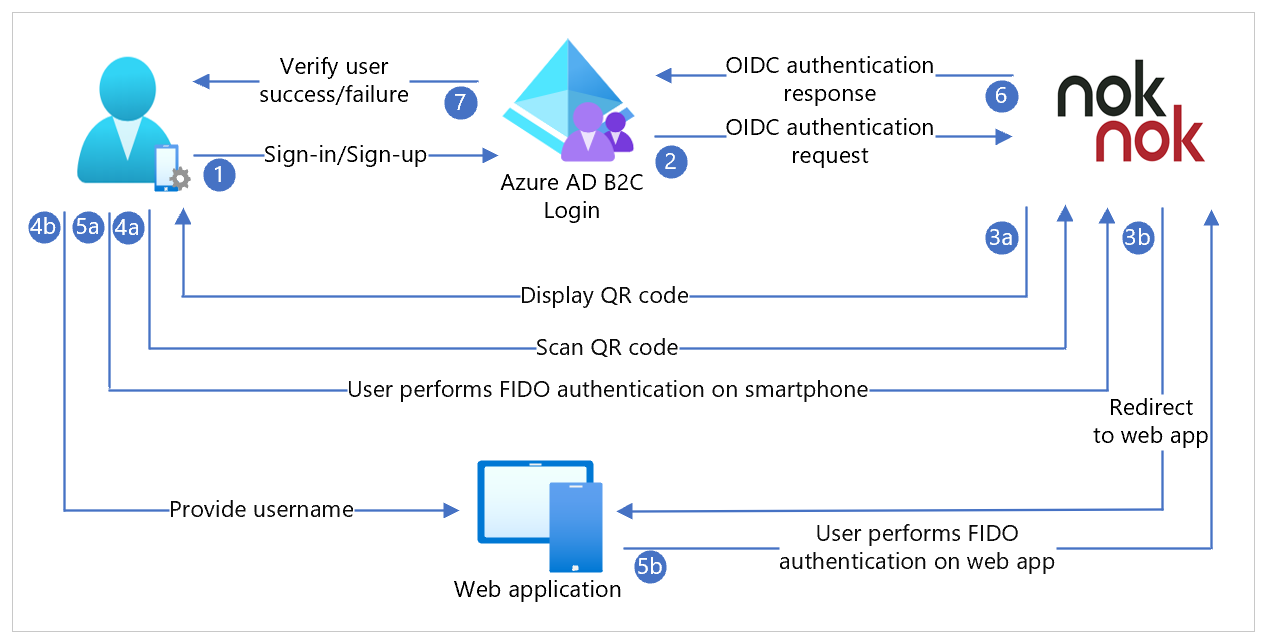 Verify user
success/failure
7
OIDC authentication
response
6
nok
nok
OIDC authentication
request
2
Sign-in/Sign-up
1
Azure AD B2C
Login
4b
5a
4a
3a
3b
Display QR code
Scan QR code
User performs FIDO authentication on smartphone
Redirect
to web app
Provide username
User performs FIDO
authentication on web app
5b
Web application